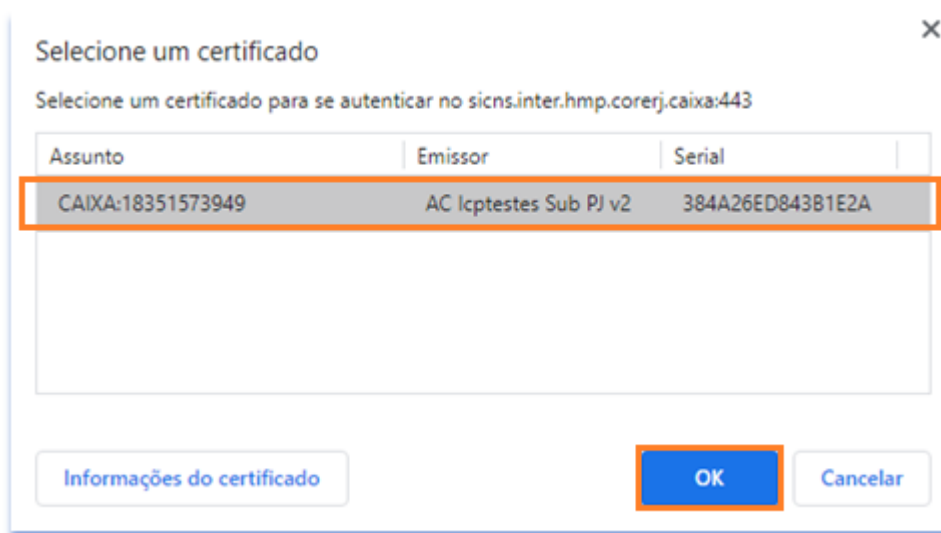 Selecione um certificado
Selecione um certificado para se autenticar no sicns.inter.hmp.corerj.caixa:443
Assunto Emissor Serial
CAIXA:18351573949 AC Icptestes Sub PJ v2 384A26ED843B1E2A
Informações do certificado OK Cancelar